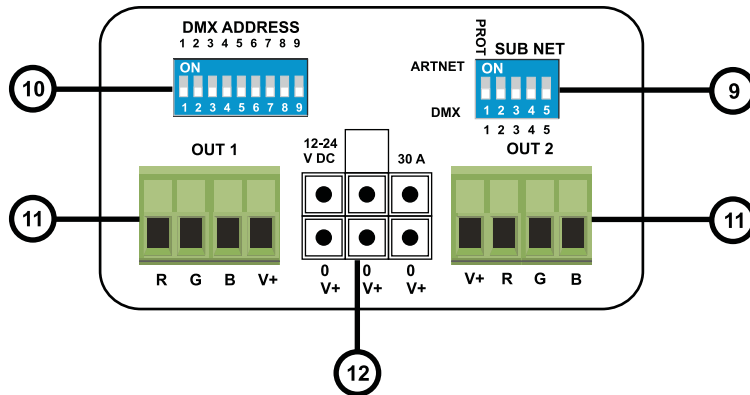 DMX ADDRESS
1 2 3 4 5 6 7 8 9
ON
1 2 3 4 5 6 7 8 9
10
PROT
SUB NET
ARTNET
ON
DMX
1 2 3 4 5
1 2 3 4 5
9
OUT 1
12-24
V DC
30 A
OUT 2
11
11
R G B V+
0 0 0
V+ V+ V+
V+ R G B
12